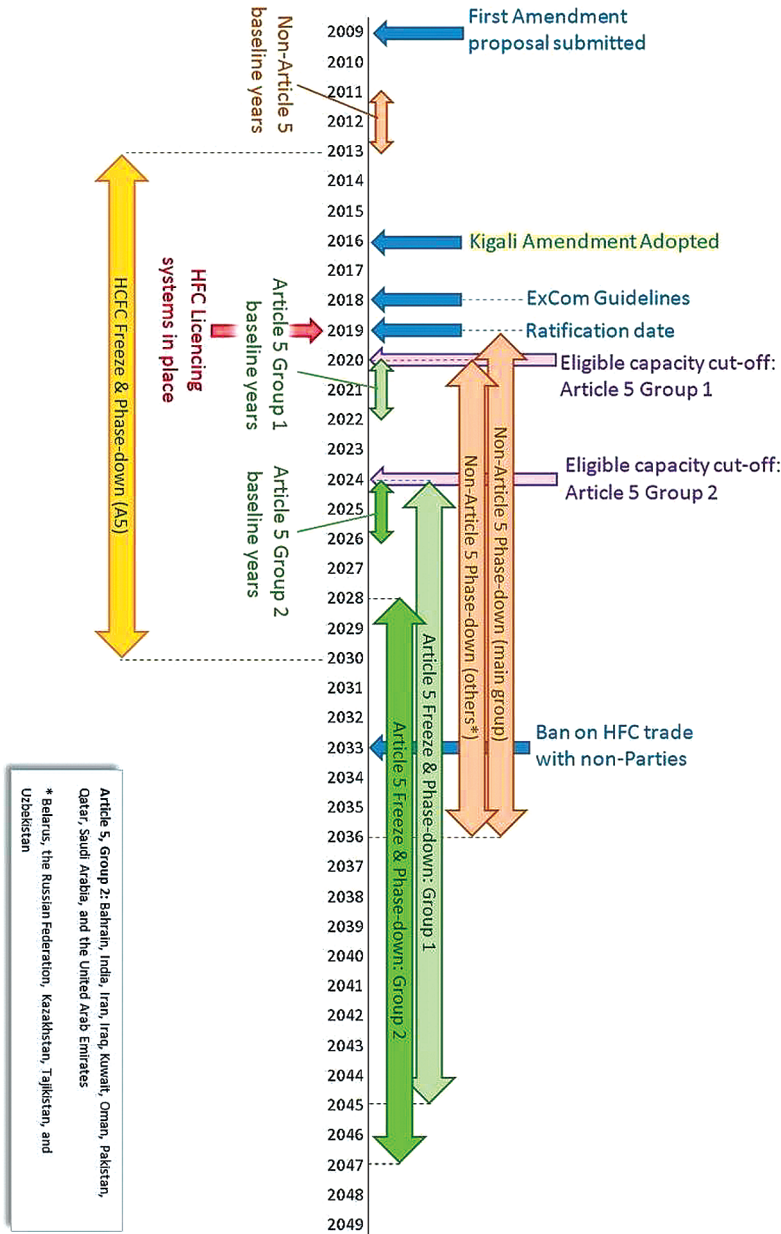 First Amendment
proposal submitted
Non-Article 5
baseline years
Kigali Amendment Adopted
ExCom Guidelines
HFC Licencing
systems in place
Ratification date
Article 5 Group 1
baseline years
Eligible capacity cut-off:
Article 5 Group 1
Eligible capacity cut-off:
Article 5 Group 2
Article 5 Group 2
baseline years
HCFC Freeze & Phase-down (A5)
Non-Article 5 Phase-down (main group)
Non-Article 5 Phase-down (others*)
Article 5 Freeze & Phase-down: Group 1
Article 5 Freeze & Phase-down: Group 2
Ban on HFC trade
with non-Parties
2009
2010
2011
2012
2013
2014
2015
2016
2017
2018
2019
2020
2021
2022
2023
2024
2025
2026
2027
2028
2029
2030
2031
2032
2033
2034
2035
2036
2037
2038
2039
2040
2041
2042
2043
2044
2045
2046
2047
2048
2049
Article 5, Group 2: Bahrain, India, Iran, Iraq, Kuwait, Oman, Pakistan,
Qatar, Saudi Arabia, and the United Arab Emirates
* Belarus, the Russian Federation, Kazakhstan, Tajikistan, and
Uzbekistan